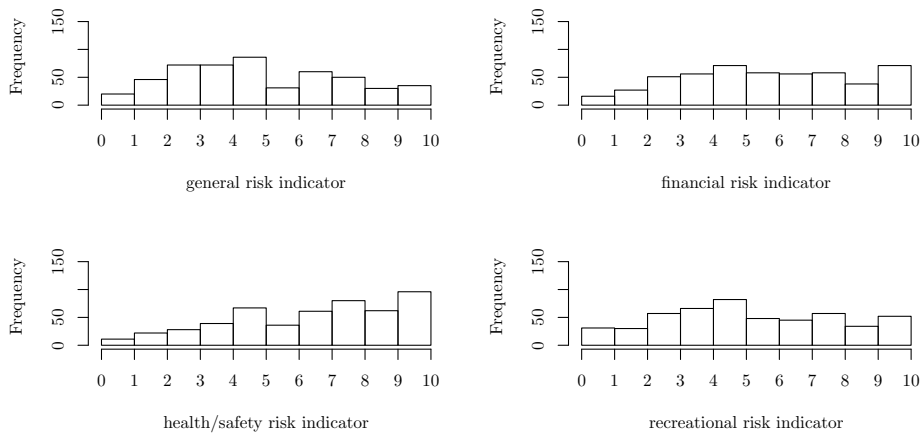 Frequency
150
50
0
0 1 2 3 4 5 6 7 8 9 10
general risk indicator
Frequency
150
50
0
0 1 2 3 4 5 6 7 8 9 10
financial risk indicator
Frequency
150
50
0
0 1 2 3 4 5 6 7 8 9 10
health/safety risk indicator
Frequency
150
50
0
0 1 2 3 4 5 6 7 8 9 10
recreational risk indicator